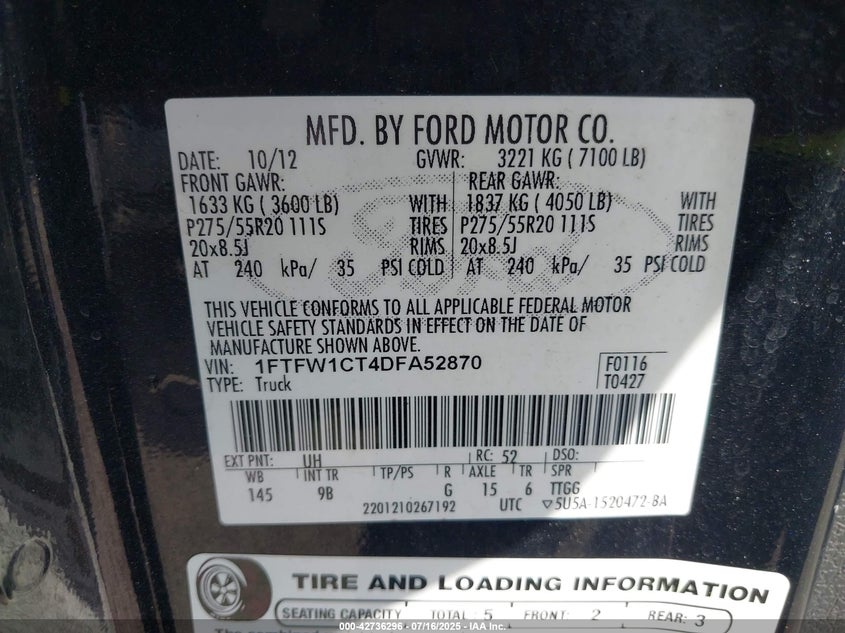 MFD. BY FORD MOTOR CO.
DATE: 10/12 GVWR: 3221 KG ( 7100 LB)
FRONT GAWR: REAR GAWR:
1633 KG ( 3600 LB) WITH 1837 KG ( 4050 LB) WITH
P275/55R20 111S TIRES P275/55R20 111S TIRES
20x8.5J RIMS 20x8.5J RIMS
AT 240 kPa/ 35 PSI COLD AT 240 kPa/ 35 PSI COLD
THIS VEHICLE CONFORMS TO ALL APPLICABLE FEDERAL MOTOR
VEHICLE SAFETY STANDARDS IN EFFECT ON THE DATE OF
MANUFACTURE SHOWN ABOVE.
VIN: 1FTFW1CT4DFA52870 F0116
TYPE: Truck T0427
EXT PNT: UH RC: 52 DSO:
WB INT TR TP/PS R AXLE TR SPR
145 9B G 15 6 TTGG
2201210267192 UTC ▽5U5A-1520472-BA
TIRE AND LOADING INFORMATION
SEATING CAPACITY TOTAL: 5 FRONT: 2 REAR: 3
000-42736296 - 07/16/2025 - IAA Inc.